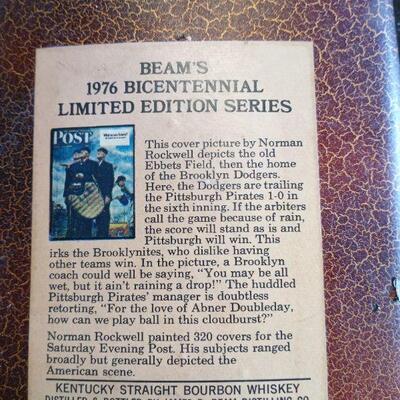 BEAM'S
1976 BICENTENNIAL
LIMITED EDITION SERIES
POST
This cover picture by Norman
Rockwell depicts the old
Ebbets Field, then the home
of the Brooklyn Dodgers.
Here, the Dodgers are trailing
the Pittsburgh Pirates 1-0 in
the sixth inning. If the arbiters
call the game because of rain,
the score will stand as is and
Pittsburgh will win. This
irks the Brooklynites, who dislike having
other teams win. In the picture, a Brooklyn
coach could well be saying, "You may be all
wet, but it ain't raining a drop!" The huddled
Pittsburgh Pirates' manager is doubtless
retorting, "For the love of Abner Doubleday,
how can we play ball in this cloudburst?"
Norman Rockwell painted 320 covers for the
Saturday Evening Post. His subjects ranged
broadly but generally depicted the
American scene.
KENTUCKY STRAIGHT BOURBON WHISKEY
DISTILLED & BOTTLED BY JAMES B. BEAM DISTILLING CO.